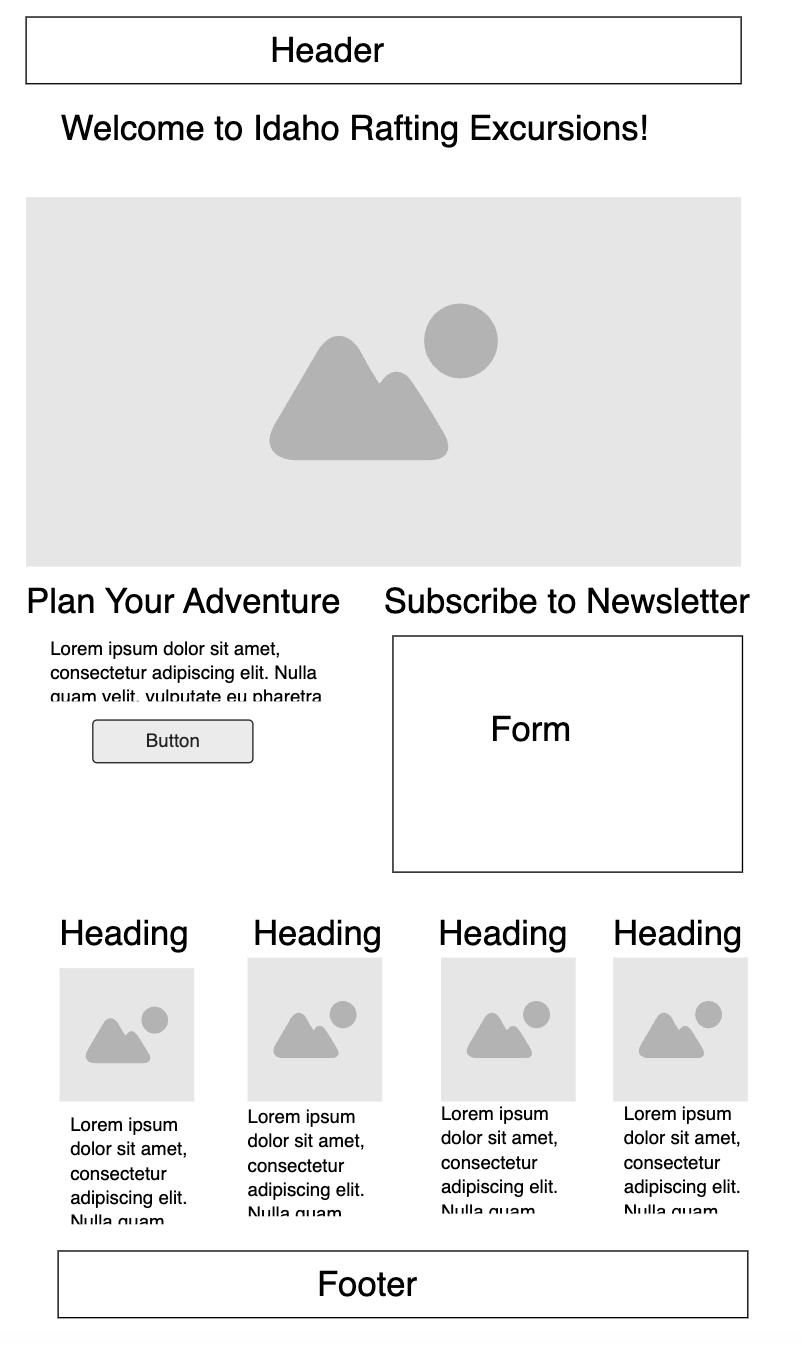 Header
Welcome to Idaho Rafting Excursions!
Plan Your Adventure
Lorem ipsum dolor sit amet,
consectetur adipiscing elit. Nulla
quam velit, vulputate eu pharetra
Button
Subscribe to Newsletter
Form
Heading
Lorem ipsum
dolor sit amet,
consectetur
adipiscing elit.
Nulla quam
Heading
Lorem ipsum
dolor sit amet,
consectetur
adipiscing elit.
Nulla quam
Heading
Lorem ipsum
dolor sit amet,
consectetur
adipiscing elit.
Nulla quam
Heading
Lorem ipsum
dolor sit amet,
consectetur
adipiscing elit.
Nulla quam
Footer